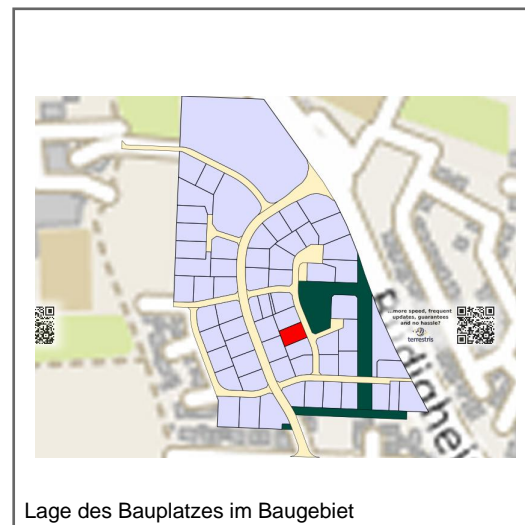 ...more speed, frequent
updates, guarantees
and no hassle?
terrestris
Lage des Bauplatzes im Baugebiet